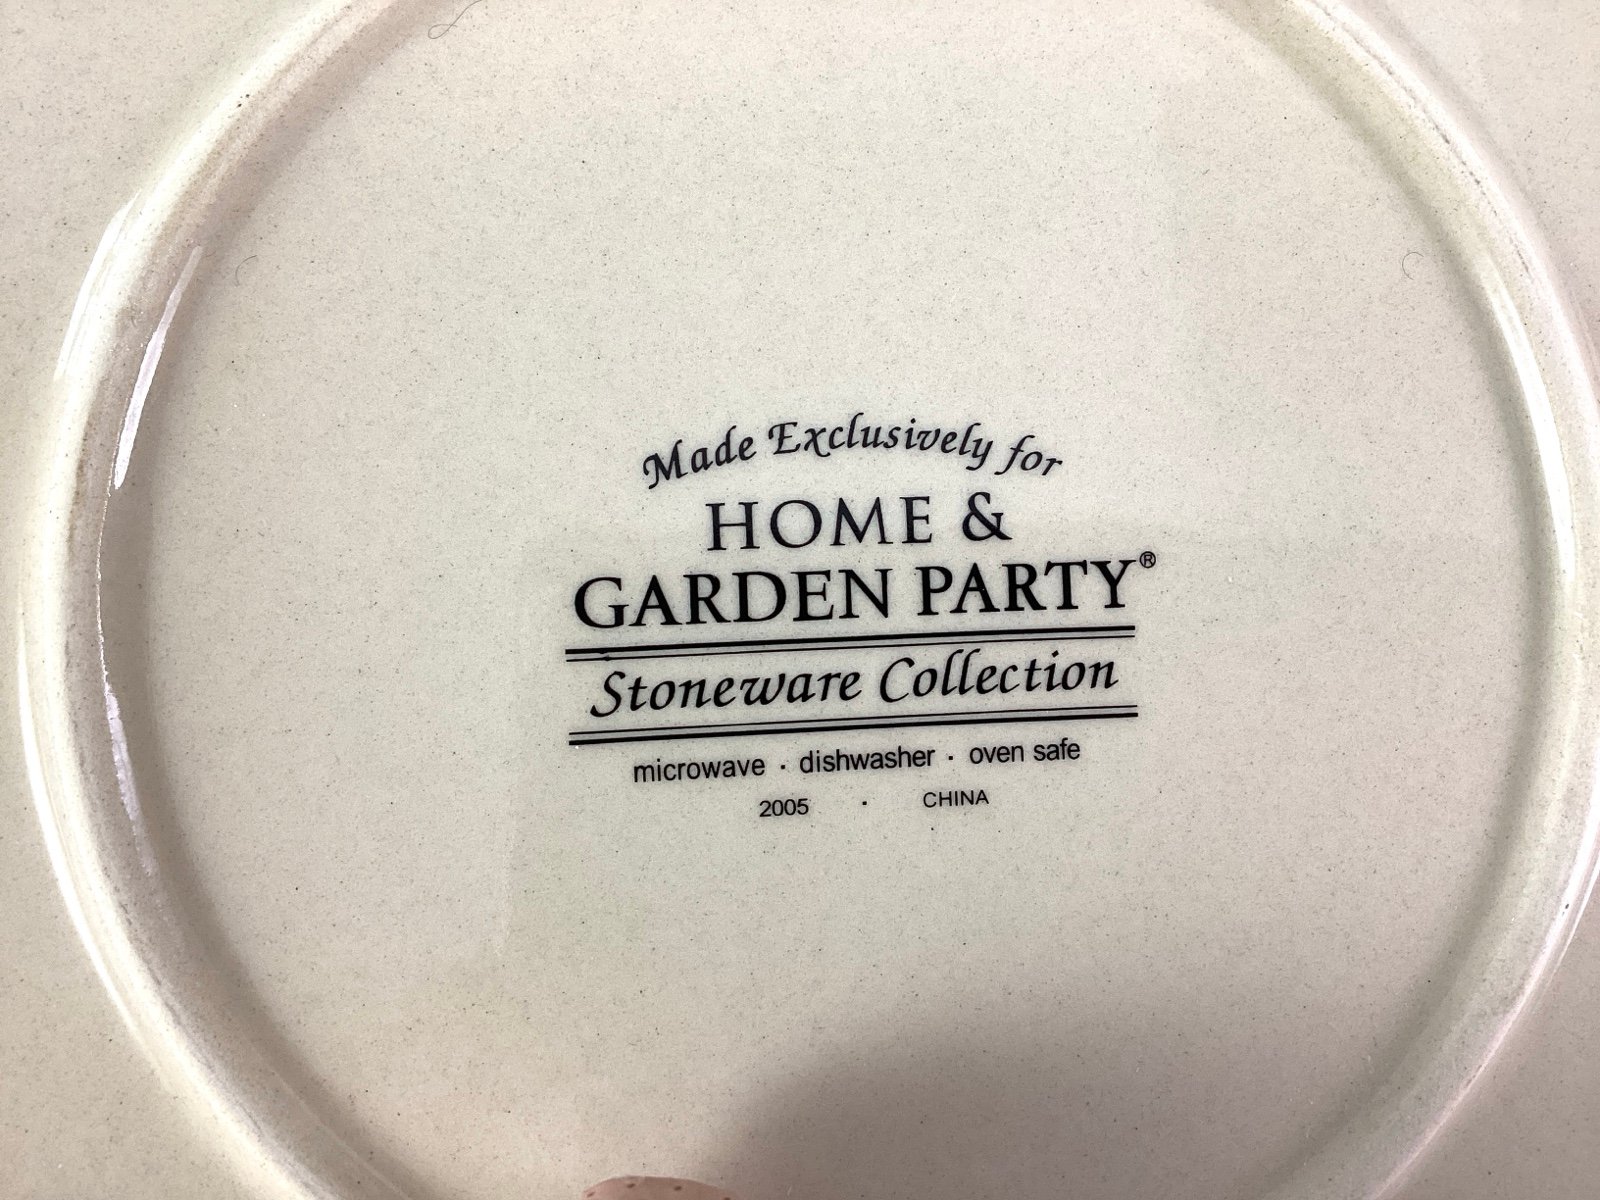 Made Exclusively for
HOME &
GARDEN PARTY®
Stoneware Collection
microwave · dishwasher · oven safe
2005 · CHINA